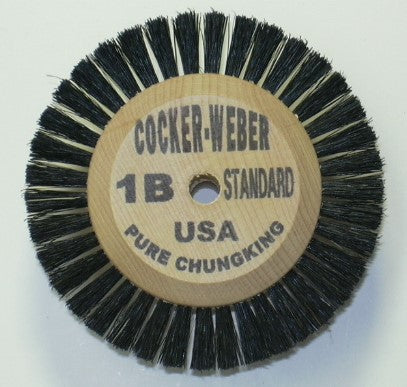 COCKER-WEBER
1B STANDARD
USA
PURE CHUNGKING